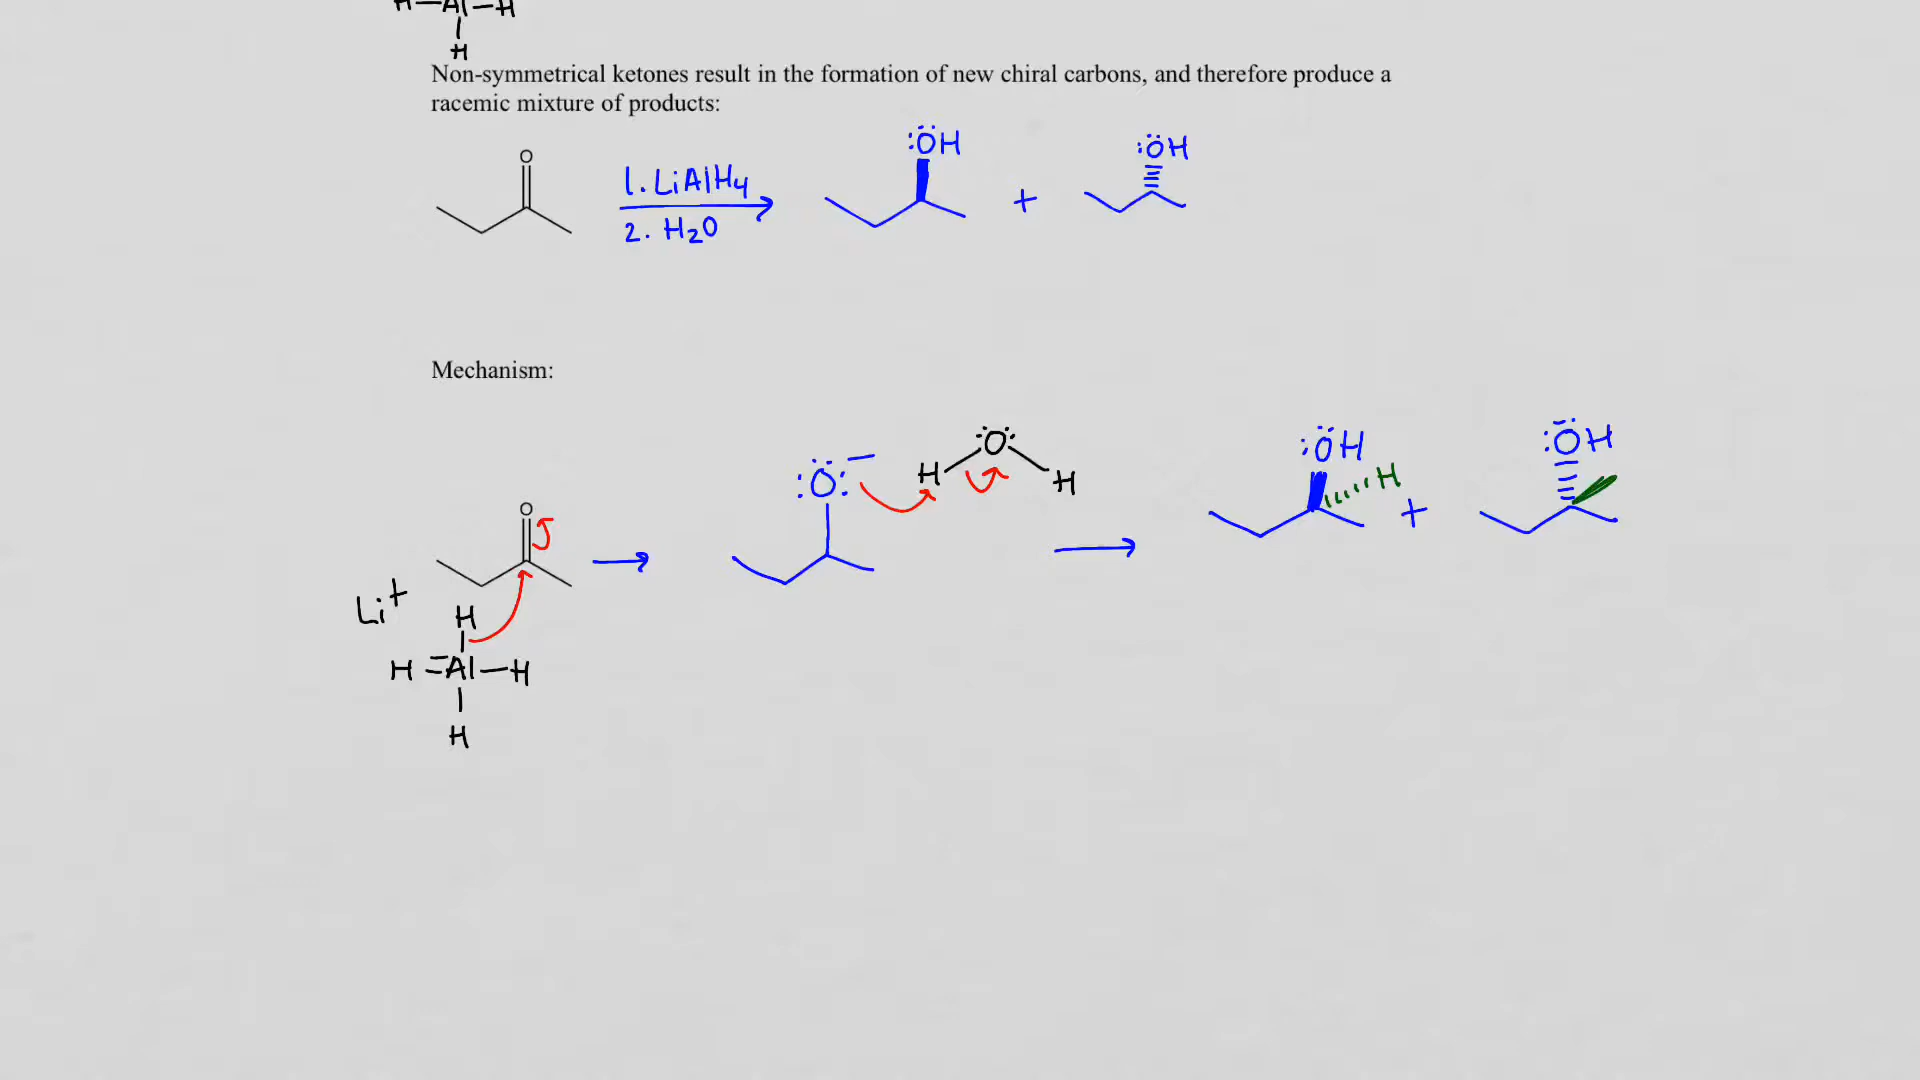 H–Al–H
H
Non-symmetrical ketones result in the formation of new chiral carbons, and therefore produce a
racemic mixture of products:
O
1. LiAlH4
2. H2O
:ÖH
+
:ÖH
Mechanism:
O
Li+
H
H –Al–H
H
:Ö: –
H
:O:
H
:ÖH
H
+
:ÖH